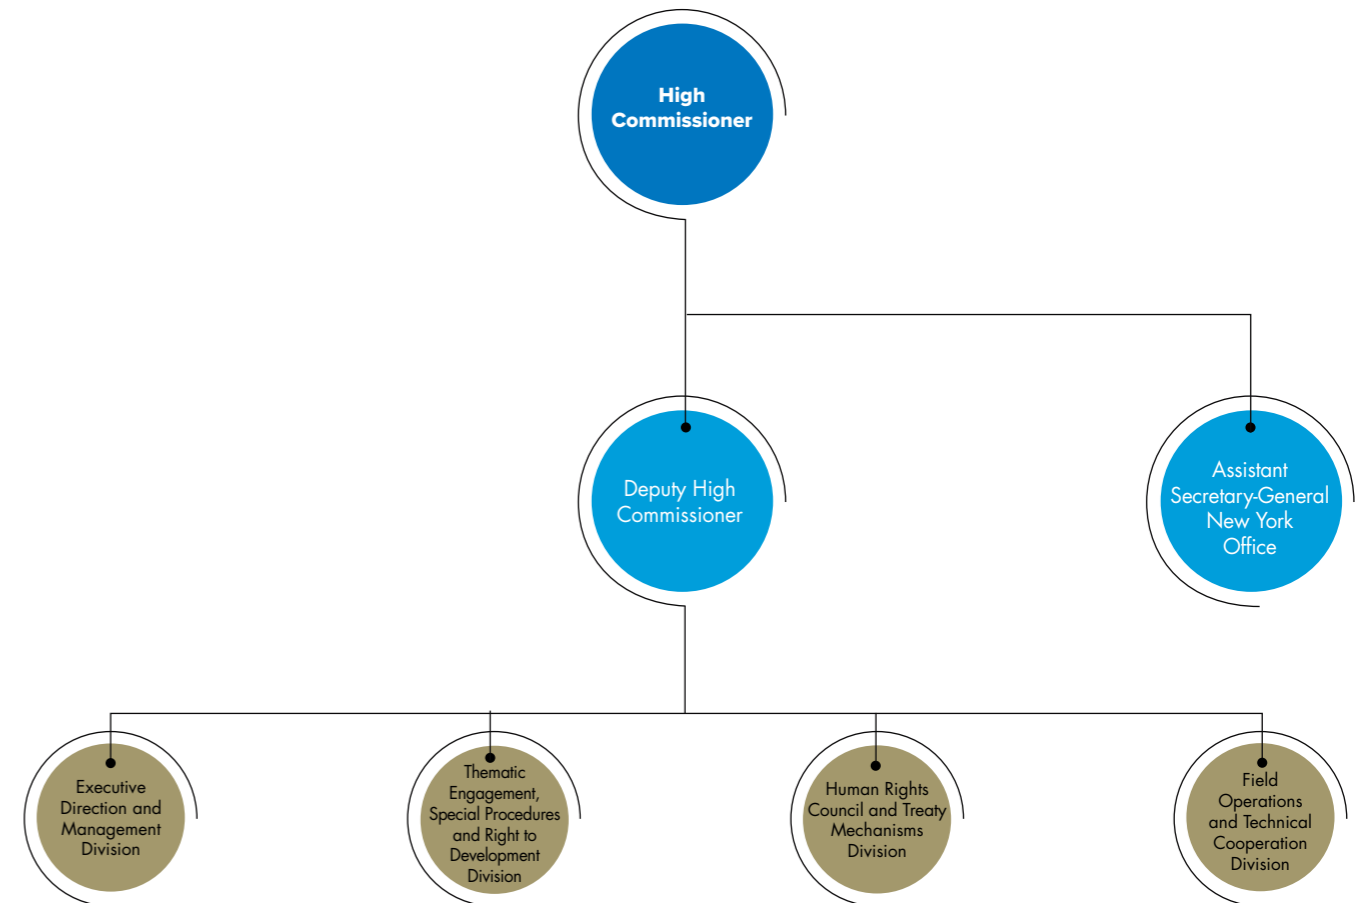 High
Commissioner
Deputy High
Commissioner
Assistant
Secretary-General
New York
Office
Executive
Direction and
Management
Division
Thematic
Engagement,
Special Procedures
and Right to
Development
Division
Human Rights
Council and Treaty
Mechanisms
Division
Field
Operations
and Technical
Cooperation
Division